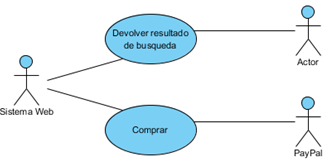 Devolver resultado
de busqueda
Actor
Sistema Web
Comprar
PayPal